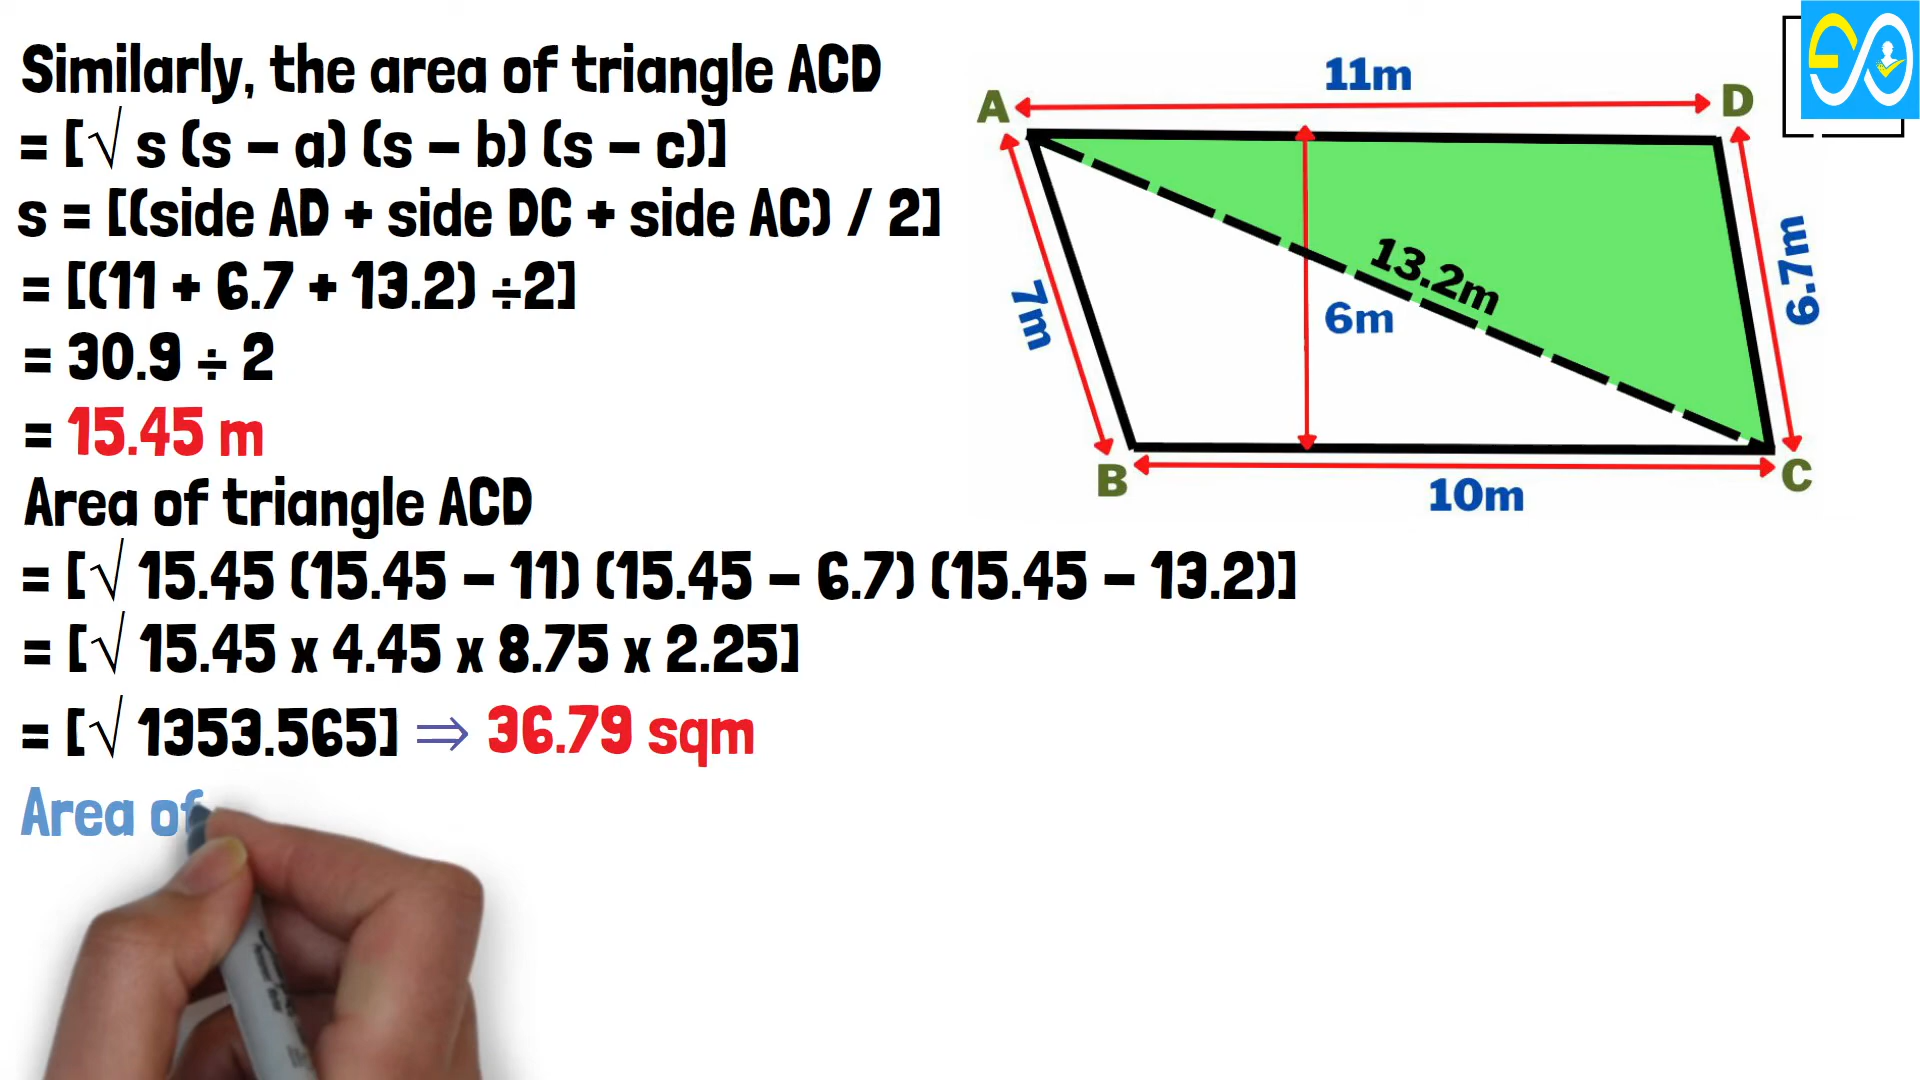 Similarly, the area of triangle ACD
= [√ s (s – a) (s – b) (s – c)]
s = [(side AD + side DC + side AC) / 2]
= [(11 + 6.7 + 13.2) ÷2]
= 30.9 ÷ 2
= 15.45 m
Area of triangle ACD
= [√ 15.45 (15.45 – 11) (15.45 – 6.7) (15.45 – 13.2)]
= [√ 15.45 x 4.45 x 8.75 x 2.25]
= [√ 1353.565] ⇒ 36.79 sqm
Area of
11m
A
D
13.2m
6m
7m
6.7m
B
C
10m